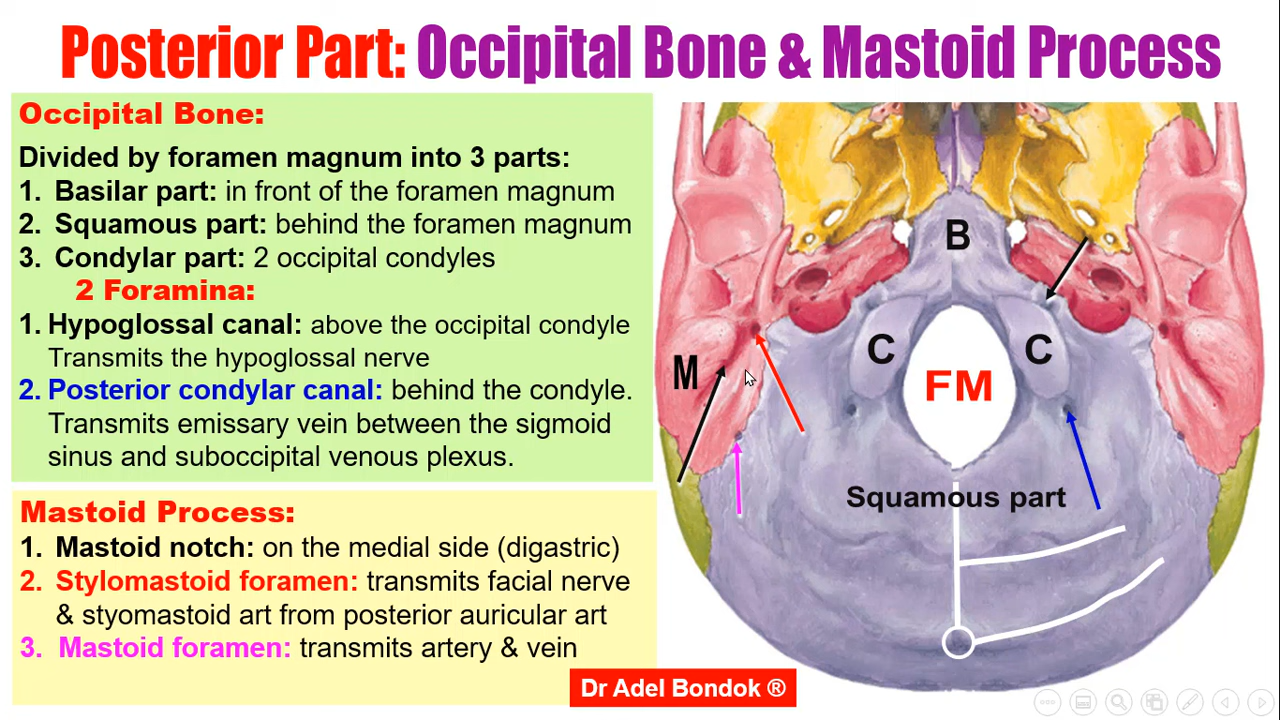 Posterior Part: Occipital Bone & Mastoid Process
Occipital Bone:
Divided by foramen magnum into 3 parts:
1. Basilar part: in front of the foramen magnum
2. Squamous part: behind the foramen magnum
3. Condylar part: 2 occipital condyles
2 Foramina:
1. Hypoglossal canal: above the occipital condyle
Transmits the hypoglossal nerve
2. Posterior condylar canal: behind the condyle.
Transmits emissary vein between the sigmoid
sinus and suboccipital venous plexus.
Mastoid Process:
1. Mastoid notch: on the medial side (digastric)
2. Stylomastoid foramen: transmits facial nerve
& styomastoid art from posterior auricular art
3. Mastoid foramen: transmits artery & vein
Dr Adel Bondok ®
B
C
C
M
FM
Squamous part